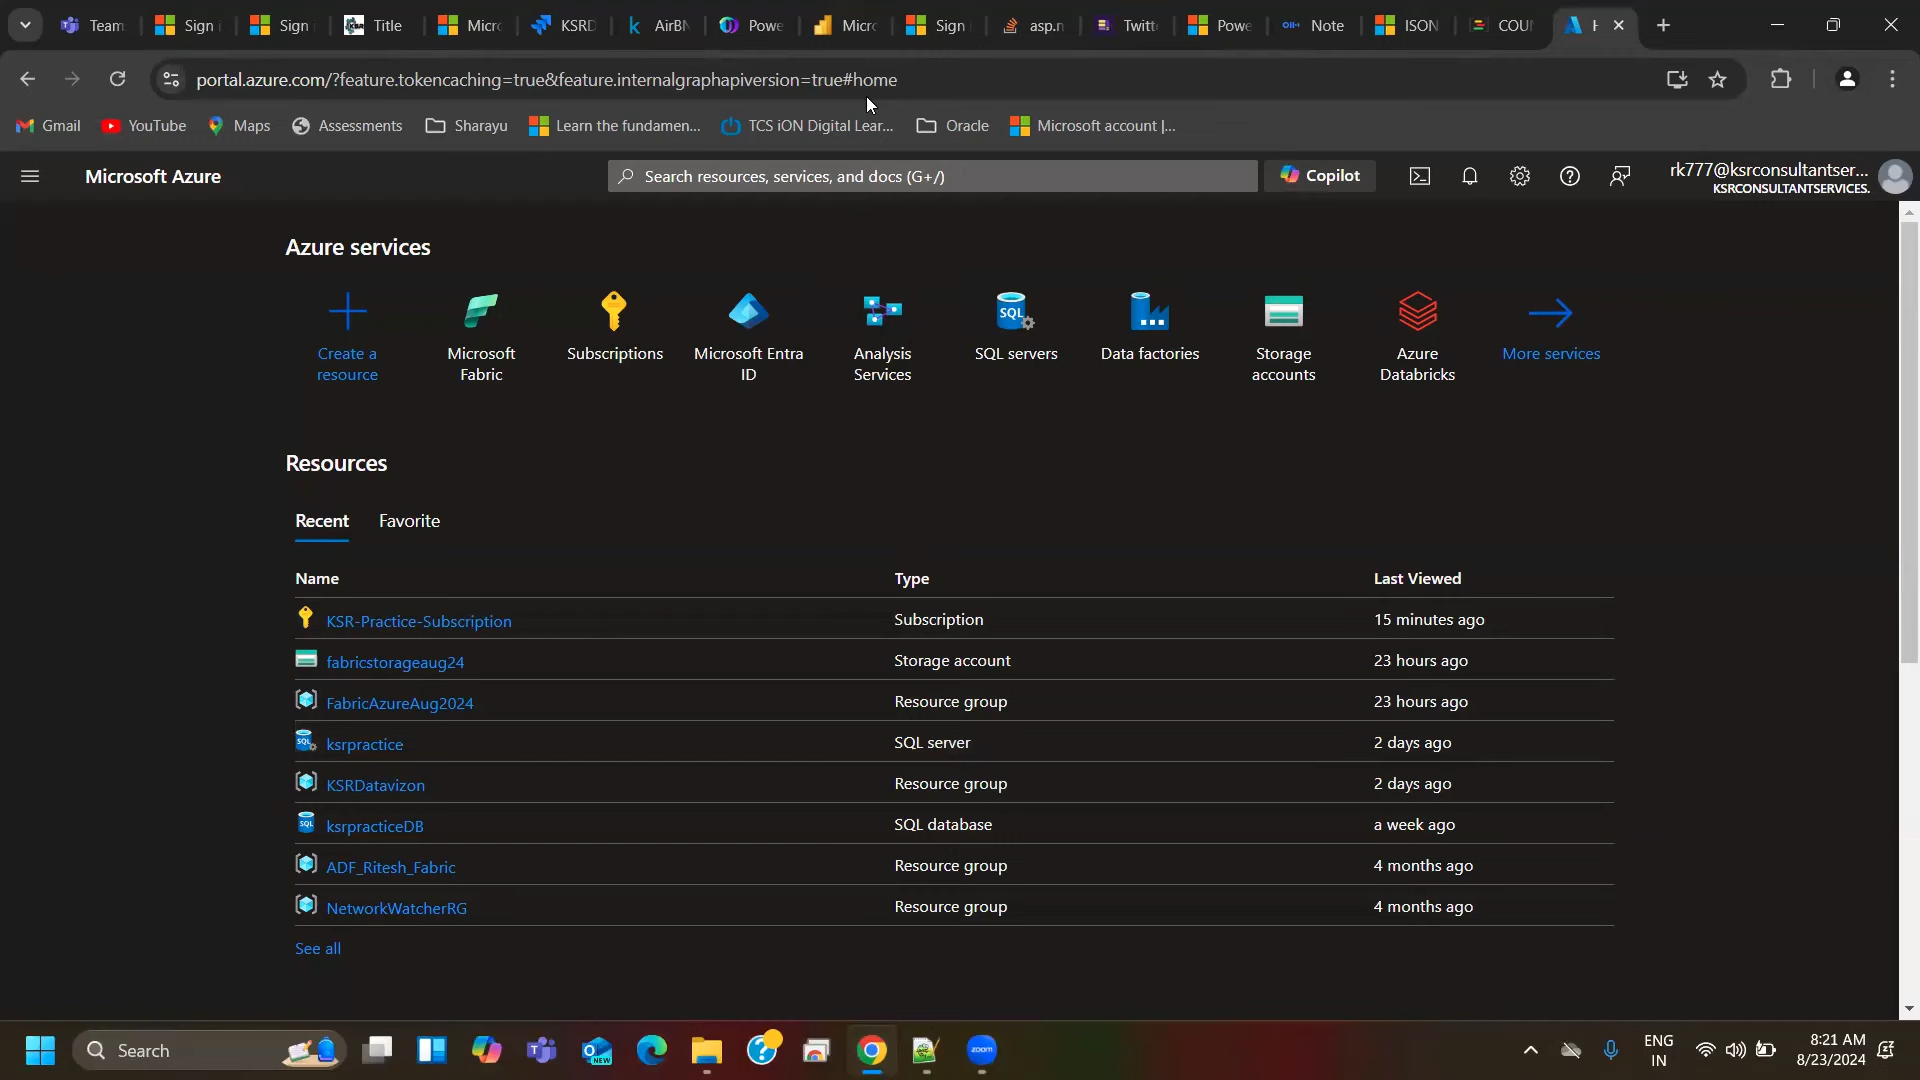 Team
Sign
Sign
Title
Micro
KSRD
AirBN
Powe
Micro
Sign
asp.n
Twitt
Powe
Note
ISON
COUN
portal.azure.com/?feature.tokencaching=true&feature.internalgraphapiversion=true#home
Gmail
YouTube
Maps
Assessments
Sharayu
Learn the fundamen...
TCS iON Digital Lear...
Oracle
Microsoft account |...
Microsoft Azure
Search resources, services, and docs (G+/)
Copilot
rk777@ksrconsultantser...
KSRCONSULTANTSERVICES.
Azure services
Create a
resource
Microsoft
Fabric
Subscriptions
Microsoft Entra
ID
Analysis
Services
SQL servers
Data factories
Storage
accounts
Azure
Databricks
More services
Resources
Recent Favorite
Name Type Last Viewed
KSR-Practice-Subscription Subscription 15 minutes ago
fabricstorageaug24 Storage account 23 hours ago
FabricAzureAug2024 Resource group 23 hours ago
ksrpractice SQL server 2 days ago
KSRDatavizon Resource group 2 days ago
ksrpracticeDB SQL database a week ago
ADF_Ritesh_Fabric Resource group 4 months ago
NetworkWatcherRG Resource group 4 months ago
See all
Search
zoom
ENG
IN
8:21 AM
8/23/2024